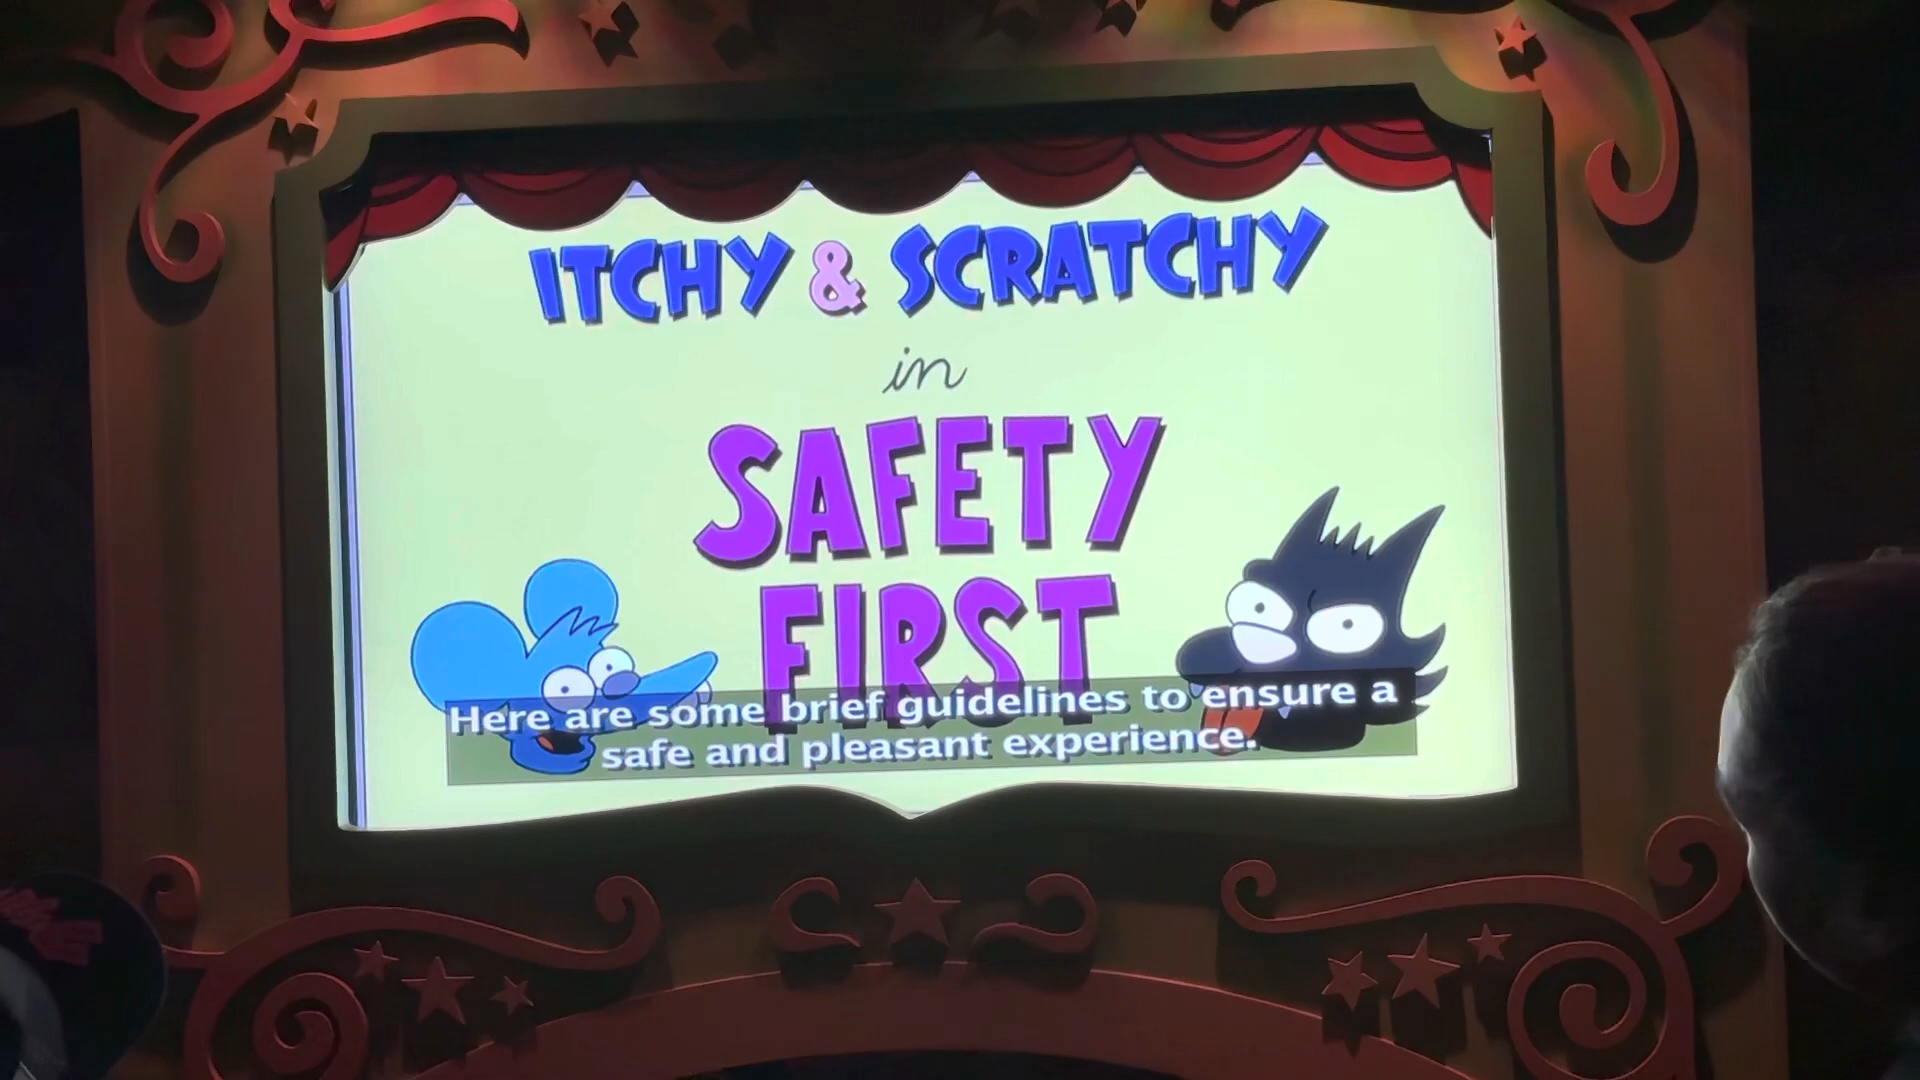 ITCHY & SCRATCHY
in
SAFETY
FIRST
Here are some brief guidelines to ensure a
safe and pleasant experience.